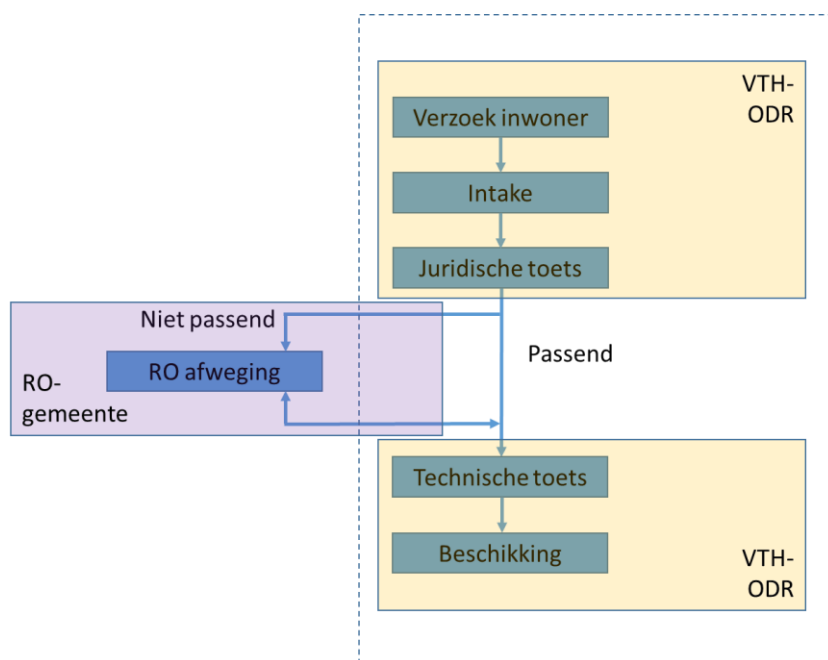 VTH-
ODR
Verzoek inwoner
Intake
Juridische toets
Niet passend
Passend
RO afweging
RO-
gemeente
Technische toets
Beschikking
VTH-
ODR